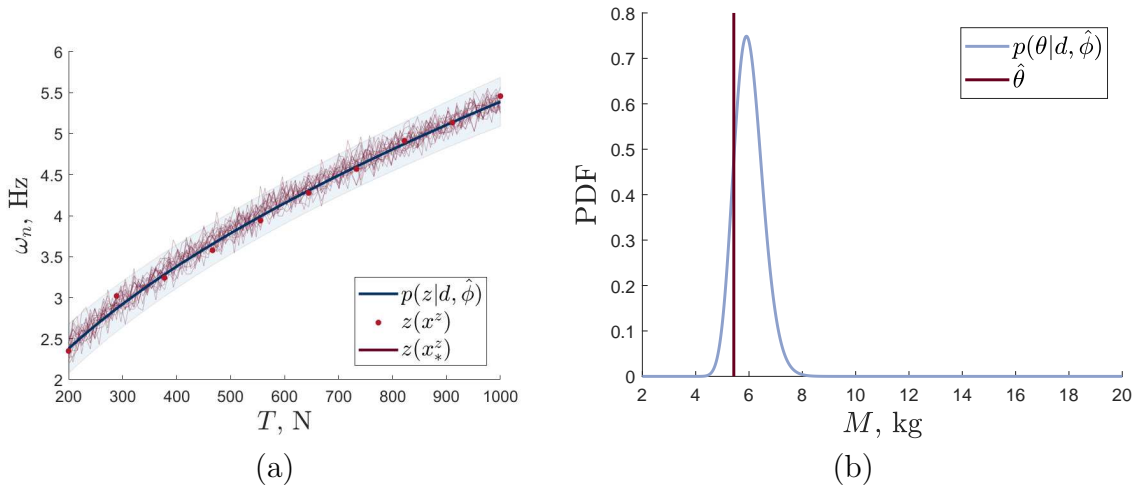 6
5.5
5
4.5
4
3.5
3
2.5
2
ωₙ, Hz
p(z|d, φ̂)
z(xᶻ)
z(x*ᶻ)
200 300 400 500 600 700 800 900 1000
T, N
(a)
0.8
0.7
0.6
0.5
0.4
0.3
0.2
0.1
0
PDF
p(θ|d, φ̂)
θ̂
2 4 6 8 10 12 14 16 18 20
M, kg
(b)